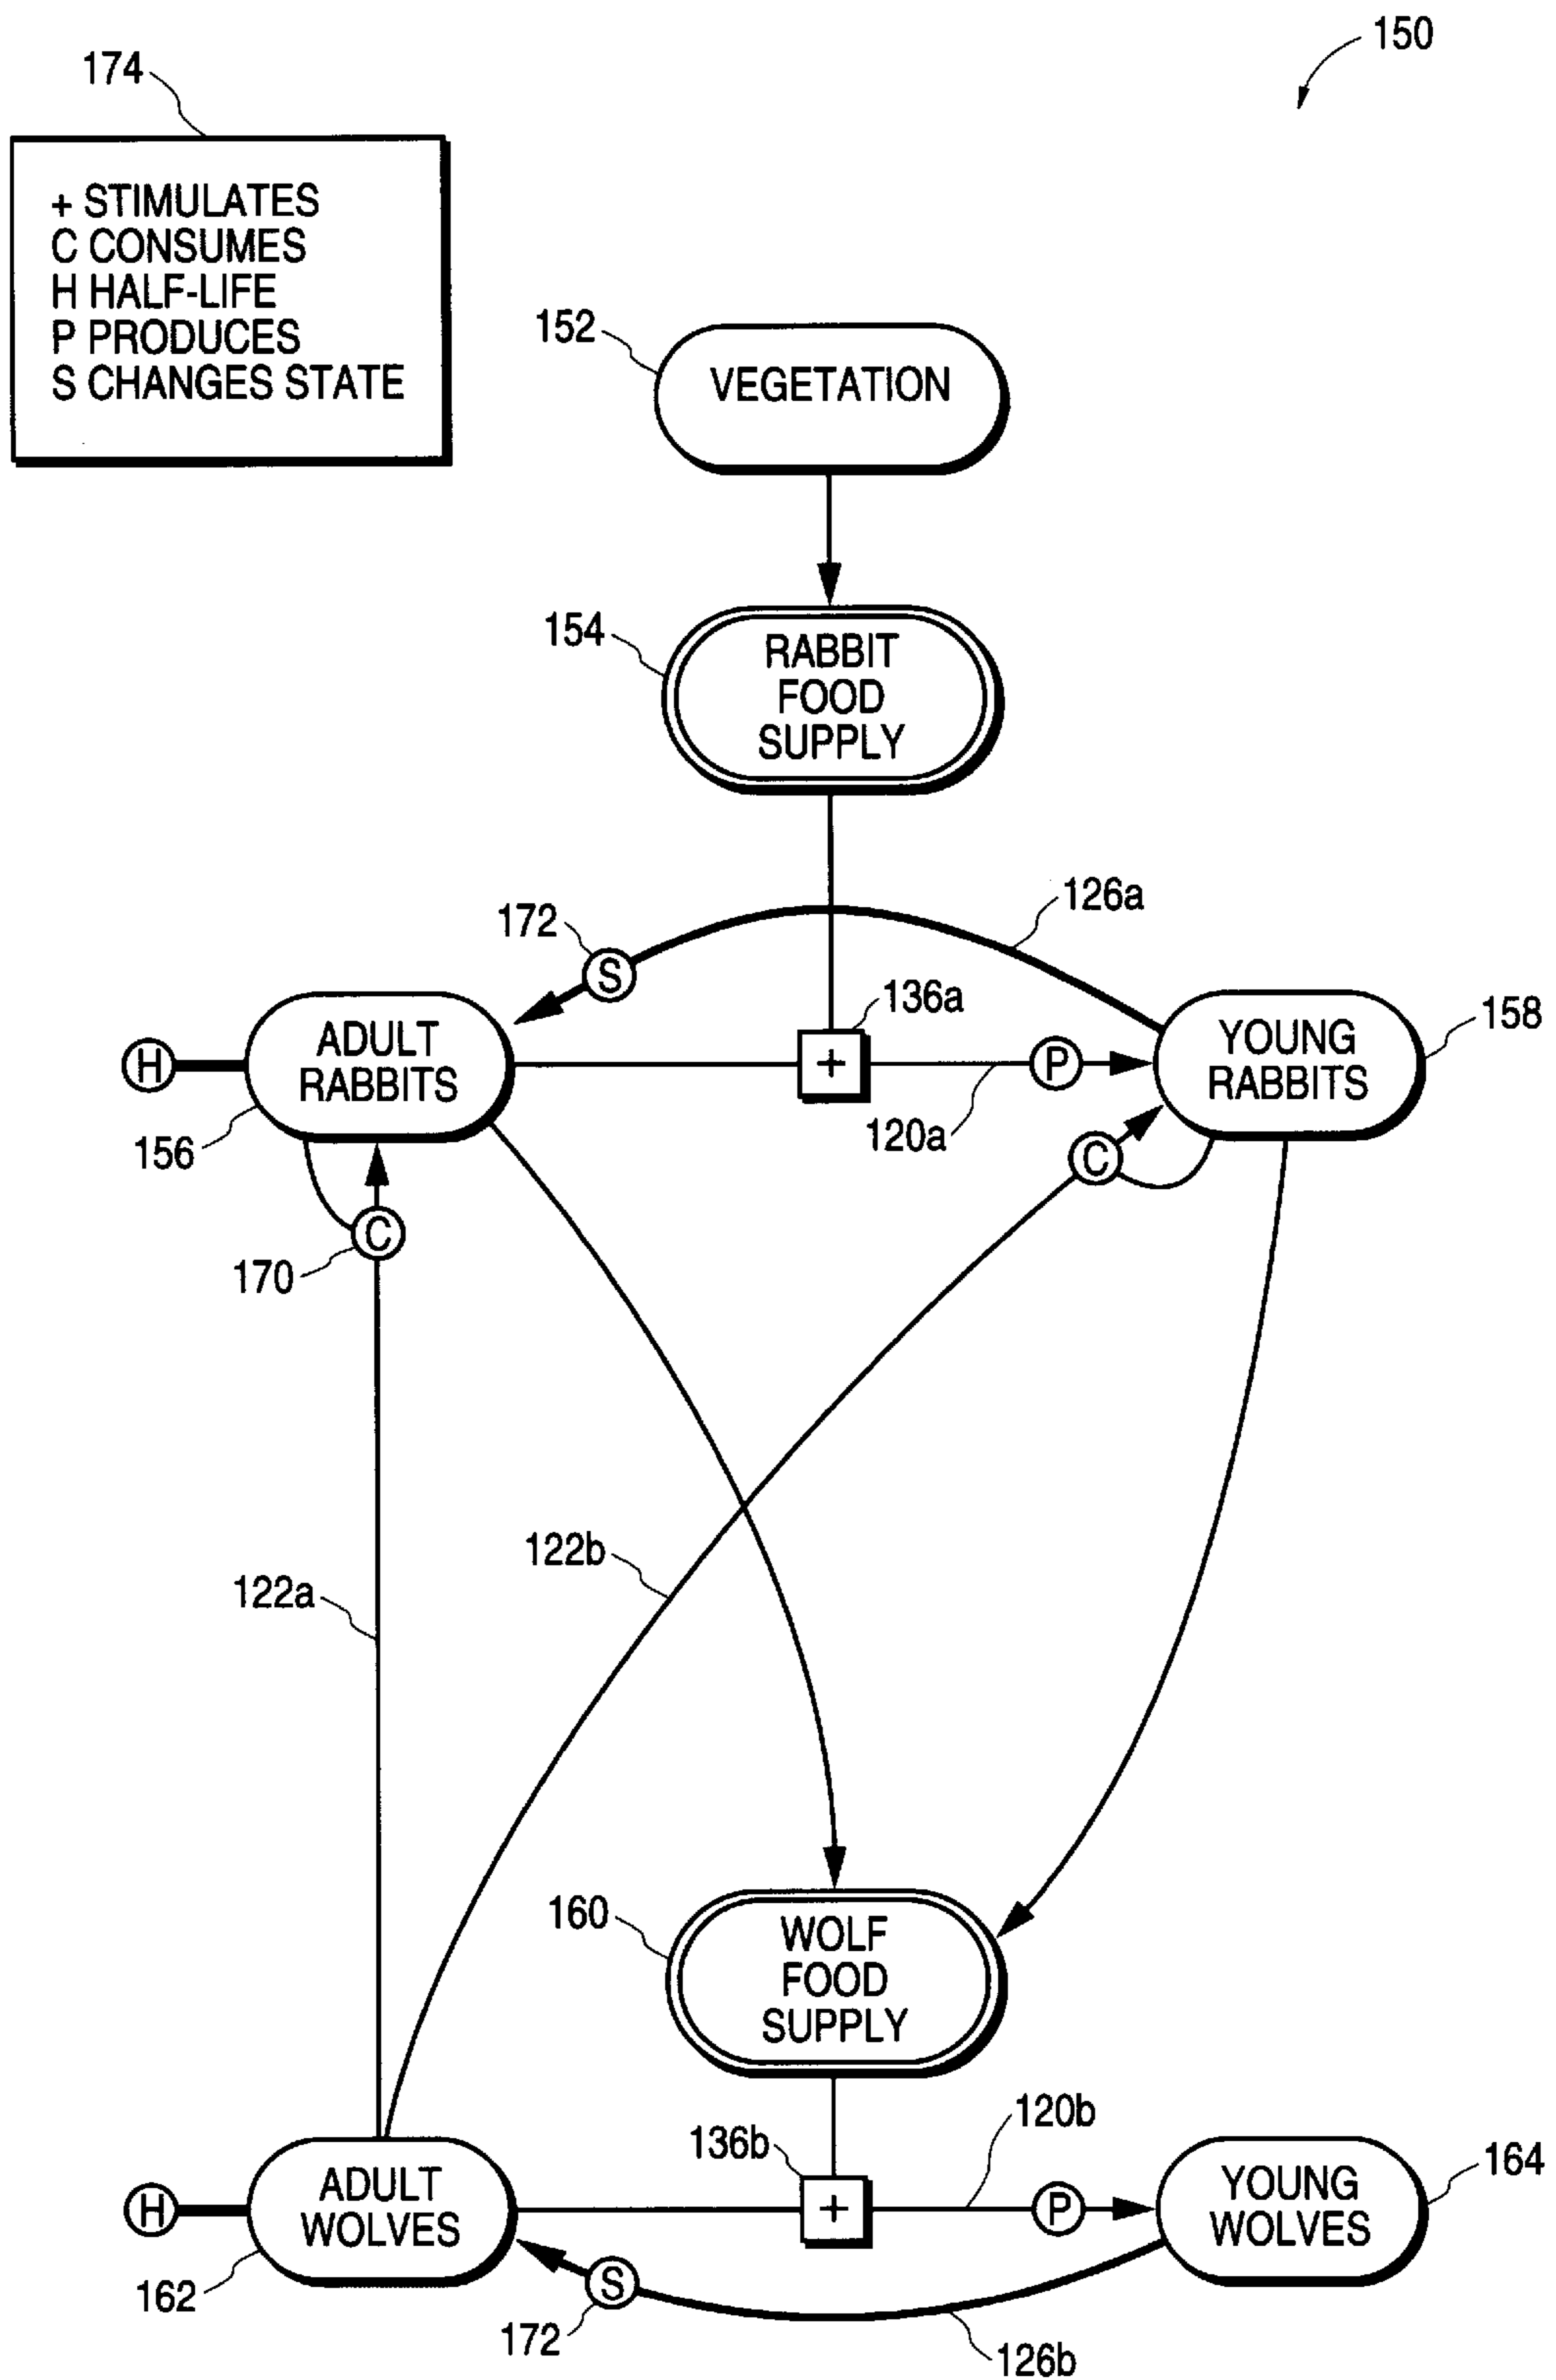 150
174
+ STIMULATES
C CONSUMES
H HALF-LIFE
P PRODUCES
S CHANGES STATE
152
VEGETATION
154
RABBIT
FOOD
SUPPLY
126a
172
S
136a
158
H
ADULT
RABBITS
+
P
YOUNG
RABBITS
120a
156
C
C
170
122b
122a
160
WOLF
FOOD
SUPPLY
120b
136b
164
H
ADULT
WOLVES
+
P
YOUNG
WOLVES
162
S
172
126b